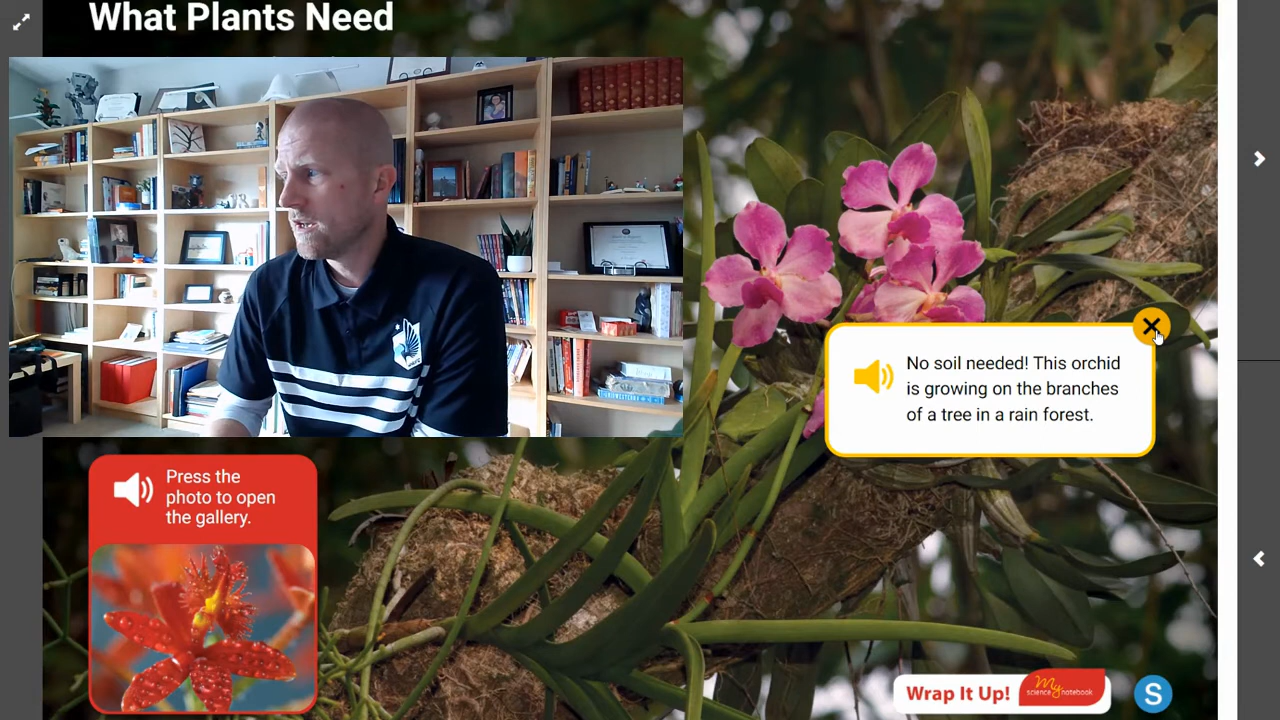 What Plants Need
No soil needed! This orchid
is growing on the branches
of a tree in a rain forest.
Press the
photo to open
the gallery.
Wrap It Up!
My
science notebook
S